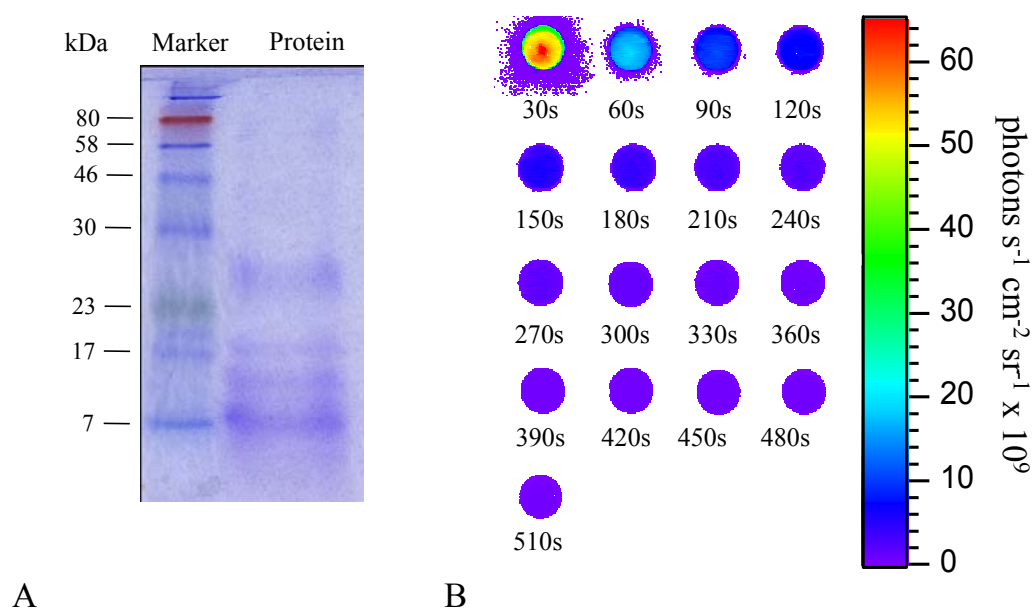 kDa Marker Protein
80
58
46
30
23
17
7
A
30s 60s 90s 120s
150s 180s 210s 240s
270s 300s 330s 360s
390s 420s 450s 480s
510s
60
50
40
30
20
10
0
photons s⁻¹ cm⁻² sr⁻¹ x 10⁹
B